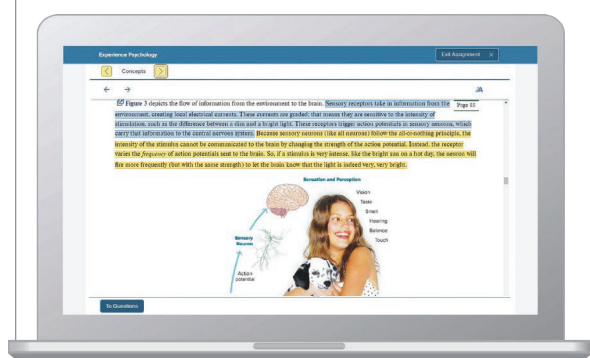 Experience Psychology
Exit Assignment X
Concepts
Figure 3 depicts the flow of information from the environment to the brain. Sensory receptors take in information from the
Page 85
environment, creating local electrical currents. These currents are graded; that means they are sensitive to the intensity of
stimulation, such as the difference between a dim and a bright light. These receptors trigger action potentials in sensory neurons, which
carry that information to the central nervous system. Because sensory neurons (like all neurons) follow the all-or-nothing principle, the
intensity of the stimulus cannot be communicated to the brain by changing the strength of the action potential. Instead, the receptor
varies the frequency of action potentials sent to the brain. So, if a stimulus is very intense, like the bright sun on a hot day, the neuron will
fire more frequently (but with the same strength) to let the brain know that the light is indeed very, very bright.
Sensation and Perception
Vision
Taste
Smell
Hearing
Balance
Touch
Sensory
Neuron
Action
potential
To Questions